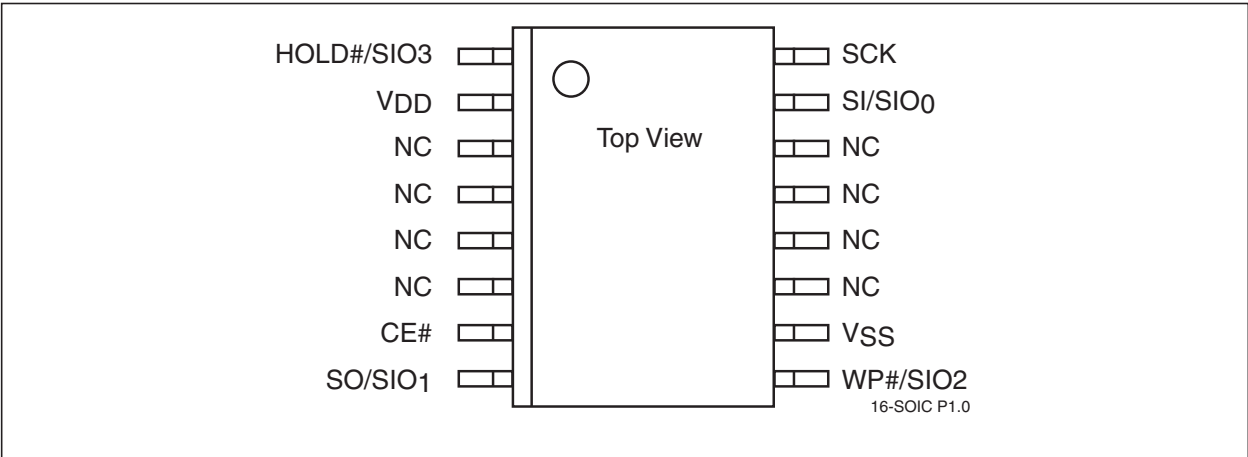 HOLD#/SIO3 SCK
VDD SI/SIO0
Top View
NC NC
NC NC
NC NC
NC NC
CE# VSS
SO/SIO1 WP#/SIO2
16-SOIC P1.0